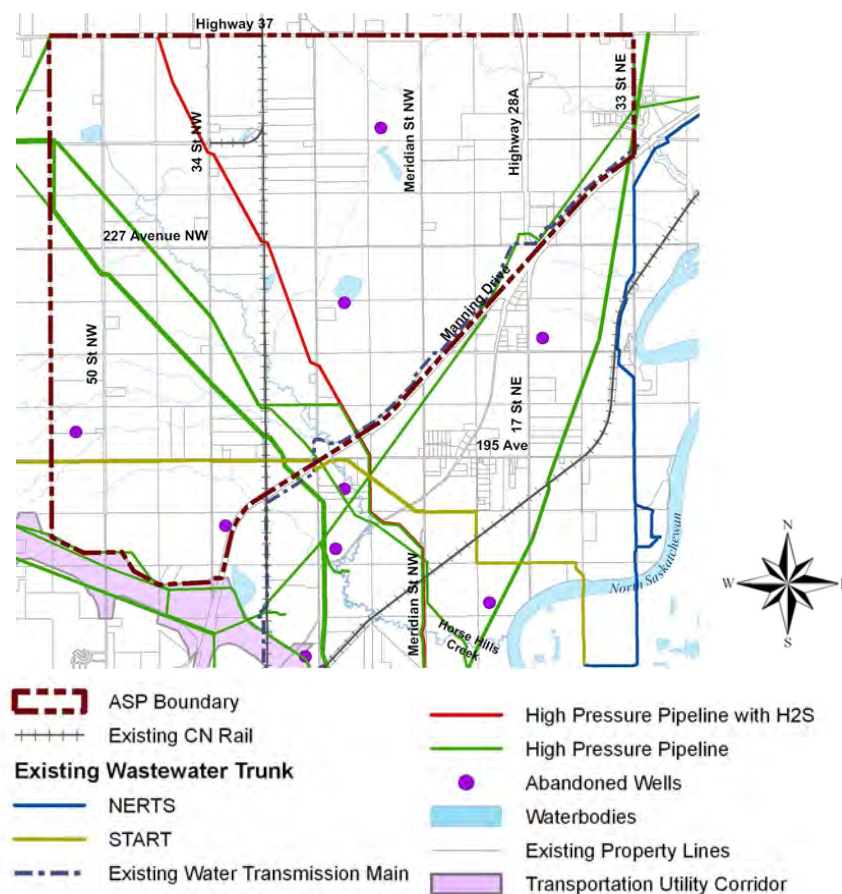 Highway 37
34 St NW
Meridian St NW
Highway 28A
33 St NE
227 Avenue NW
Manning Drive
50 St NW
17 St NE
195 Ave
North Saskatchewan
Meridian St NW
Horse Hills
Creek
N
W
S
ASP Boundary
Existing CN Rail
Existing Wastewater Trunk
NERTS
START
Existing Water Transmission Main
High Pressure Pipeline with H2S
High Pressure Pipeline
Abandoned Wells
Waterbodies
Existing Property Lines
Transportation Utility Corridor